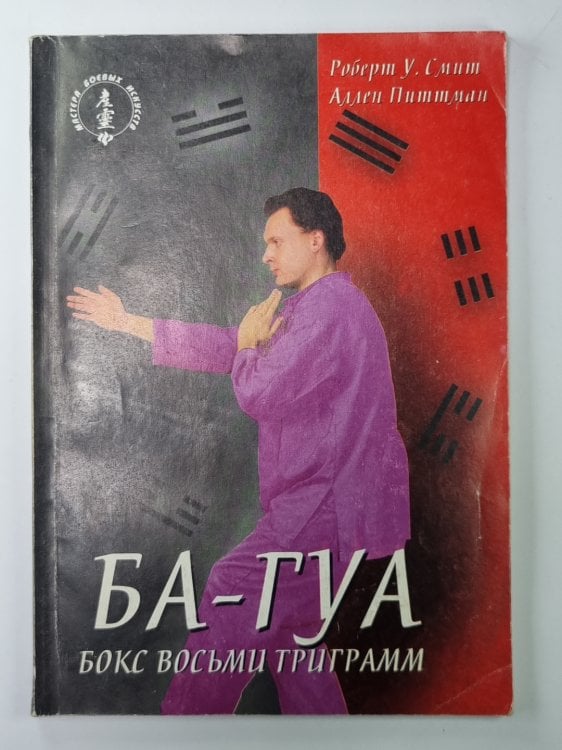 Роберт У. Смит
Аллен Питтман
МАСТЕРА БОЕВЫХ ИСКУССТВ
БА-ГУА
БОКС ВОСЬМИ ТРИГРАММ